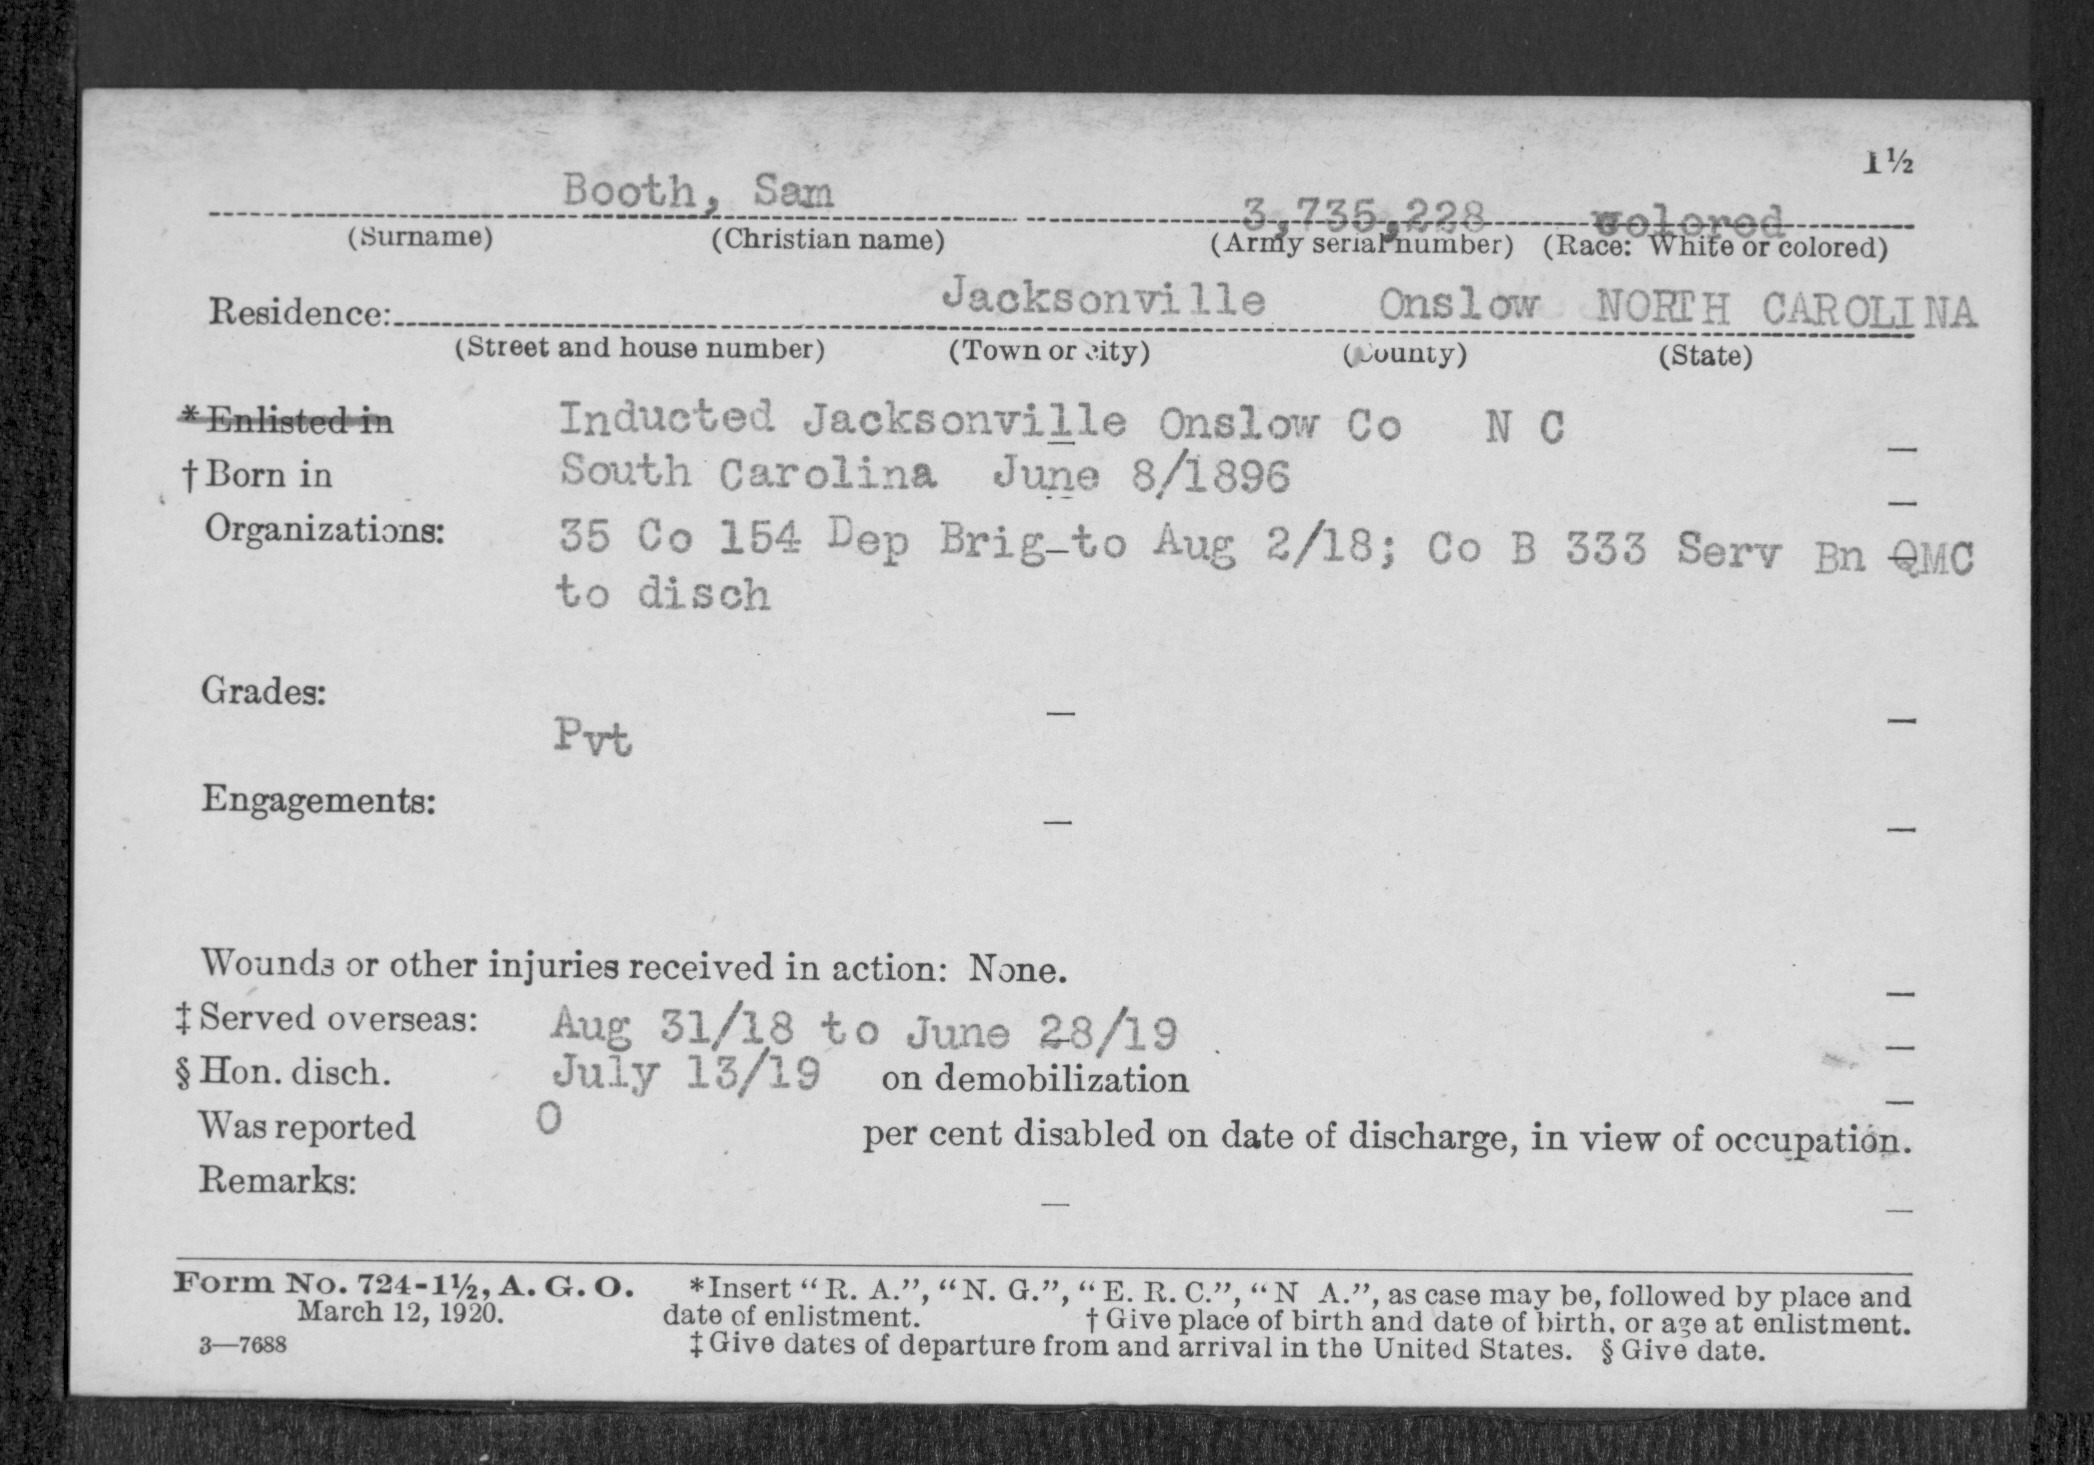 1½
Booth, Sam 3,735,228 colored
(Surname) (Christian name) (Army serial number) (Race: White or colored)
Residence: Jacksonville Onslow NORTH CAROLINA
(Street and house number) (Town or city) (County) (State)
*Enlisted in Inducted Jacksonville Onslow Co N C
†Born in South Carolina June 8/1896
Organizations: 35 Co 154 Dep Brig to Aug 2/18; Co B 333 Serv Bn QMC
to disch
Grades:
Pvt
Engagements:
Wounds or other injuries received in action: None.
‡Served overseas: Aug 31/18 to June 28/19
§Hon. disch. July 13/19 on demobilization
Was reported 0 per cent disabled on date of discharge, in view of occupation.
Remarks:
Form No. 724-1½, A. G. O. *Insert "R. A.", "N. G.", "E. R. C.", "N A.", as case may be, followed by place and
March 12, 1920. date of enlistment. †Give place of birth and date of birth, or age at enlistment.
3—7688 ‡Give dates of departure from and arrival in the United States. §Give date.